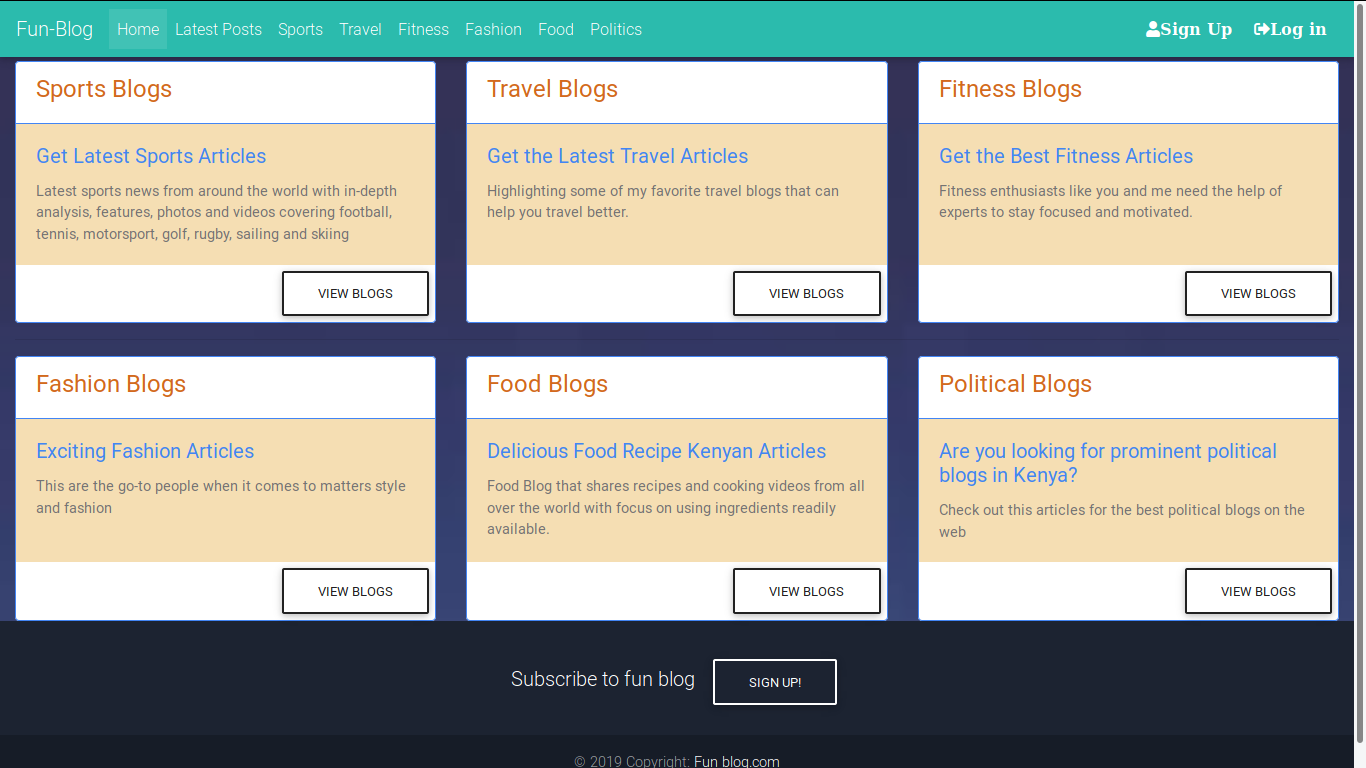 Fun-Blog Home Latest Posts Sports Travel Fitness Fashion Food Politics Sign Up Log in
Sports Blogs
Get Latest Sports Articles
Latest sports news from around the world with in-depth
analysis, features, photos and videos covering football,
tennis, motorsport, golf, rugby, sailing and skiing
VIEW BLOGS
Travel Blogs
Get the Latest Travel Articles
Highlighting some of my favorite travel blogs that can
help you travel better.
VIEW BLOGS
Fitness Blogs
Get the Best Fitness Articles
Fitness enthusiasts like you and me need the help of
experts to stay focused and motivated.
VIEW BLOGS
Fashion Blogs
Exciting Fashion Articles
This are the go-to people when it comes to matters style
and fashion
VIEW BLOGS
Food Blogs
Delicious Food Recipe Kenyan Articles
Food Blog that shares recipes and cooking videos from all
over the world with focus on using ingredients readily
available.
VIEW BLOGS
Political Blogs
Are you looking for prominent political
blogs in Kenya?
Check out this articles for the best political blogs on the
web
VIEW BLOGS
Subscribe to fun blog SIGN UP!
© 2019 Copyright: Fun blog.com